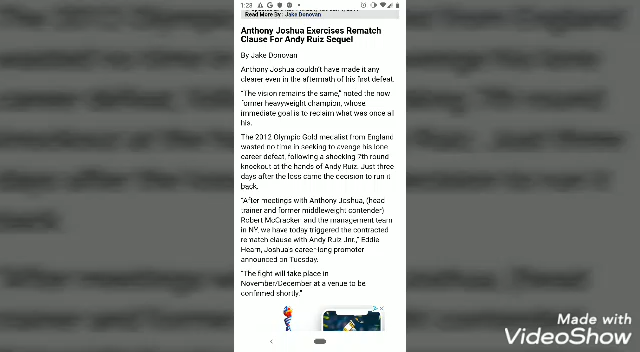 1:23
Read More By: Jake Donovan
Anthony Joshua Exercises Rematch
Clause For Andy Ruiz Sequel
By Jake Donovan
Anthony Joshua couldn't have made it any
clearer even in the aftermath of his first defeat.
"The vision remains the same," noted the now
former heavyweight champion, whose
immediate goal is to reclaim what was once all
his.
The 2012 Olympic Gold medalist from England
wasted no time in seeking to avenge his lone
career defeat, following a shocking 7th round
knockout at the hands of Andy Ruiz. Just three
days after the loss came the decision to run it
back.
"After meetings with Anthony Joshua, (head
trainer and former middleweight contender)
Robert McCracken and the management team
in NY, we have today triggered the contracted
rematch clause with Andy Ruiz Jnr.," Eddie
Hearn, Joshua's career-long promoter
announced on Tuesday.
"The fight will take place in
November/December at a venue to be
confirmed shortly."
Made with
VideoShow